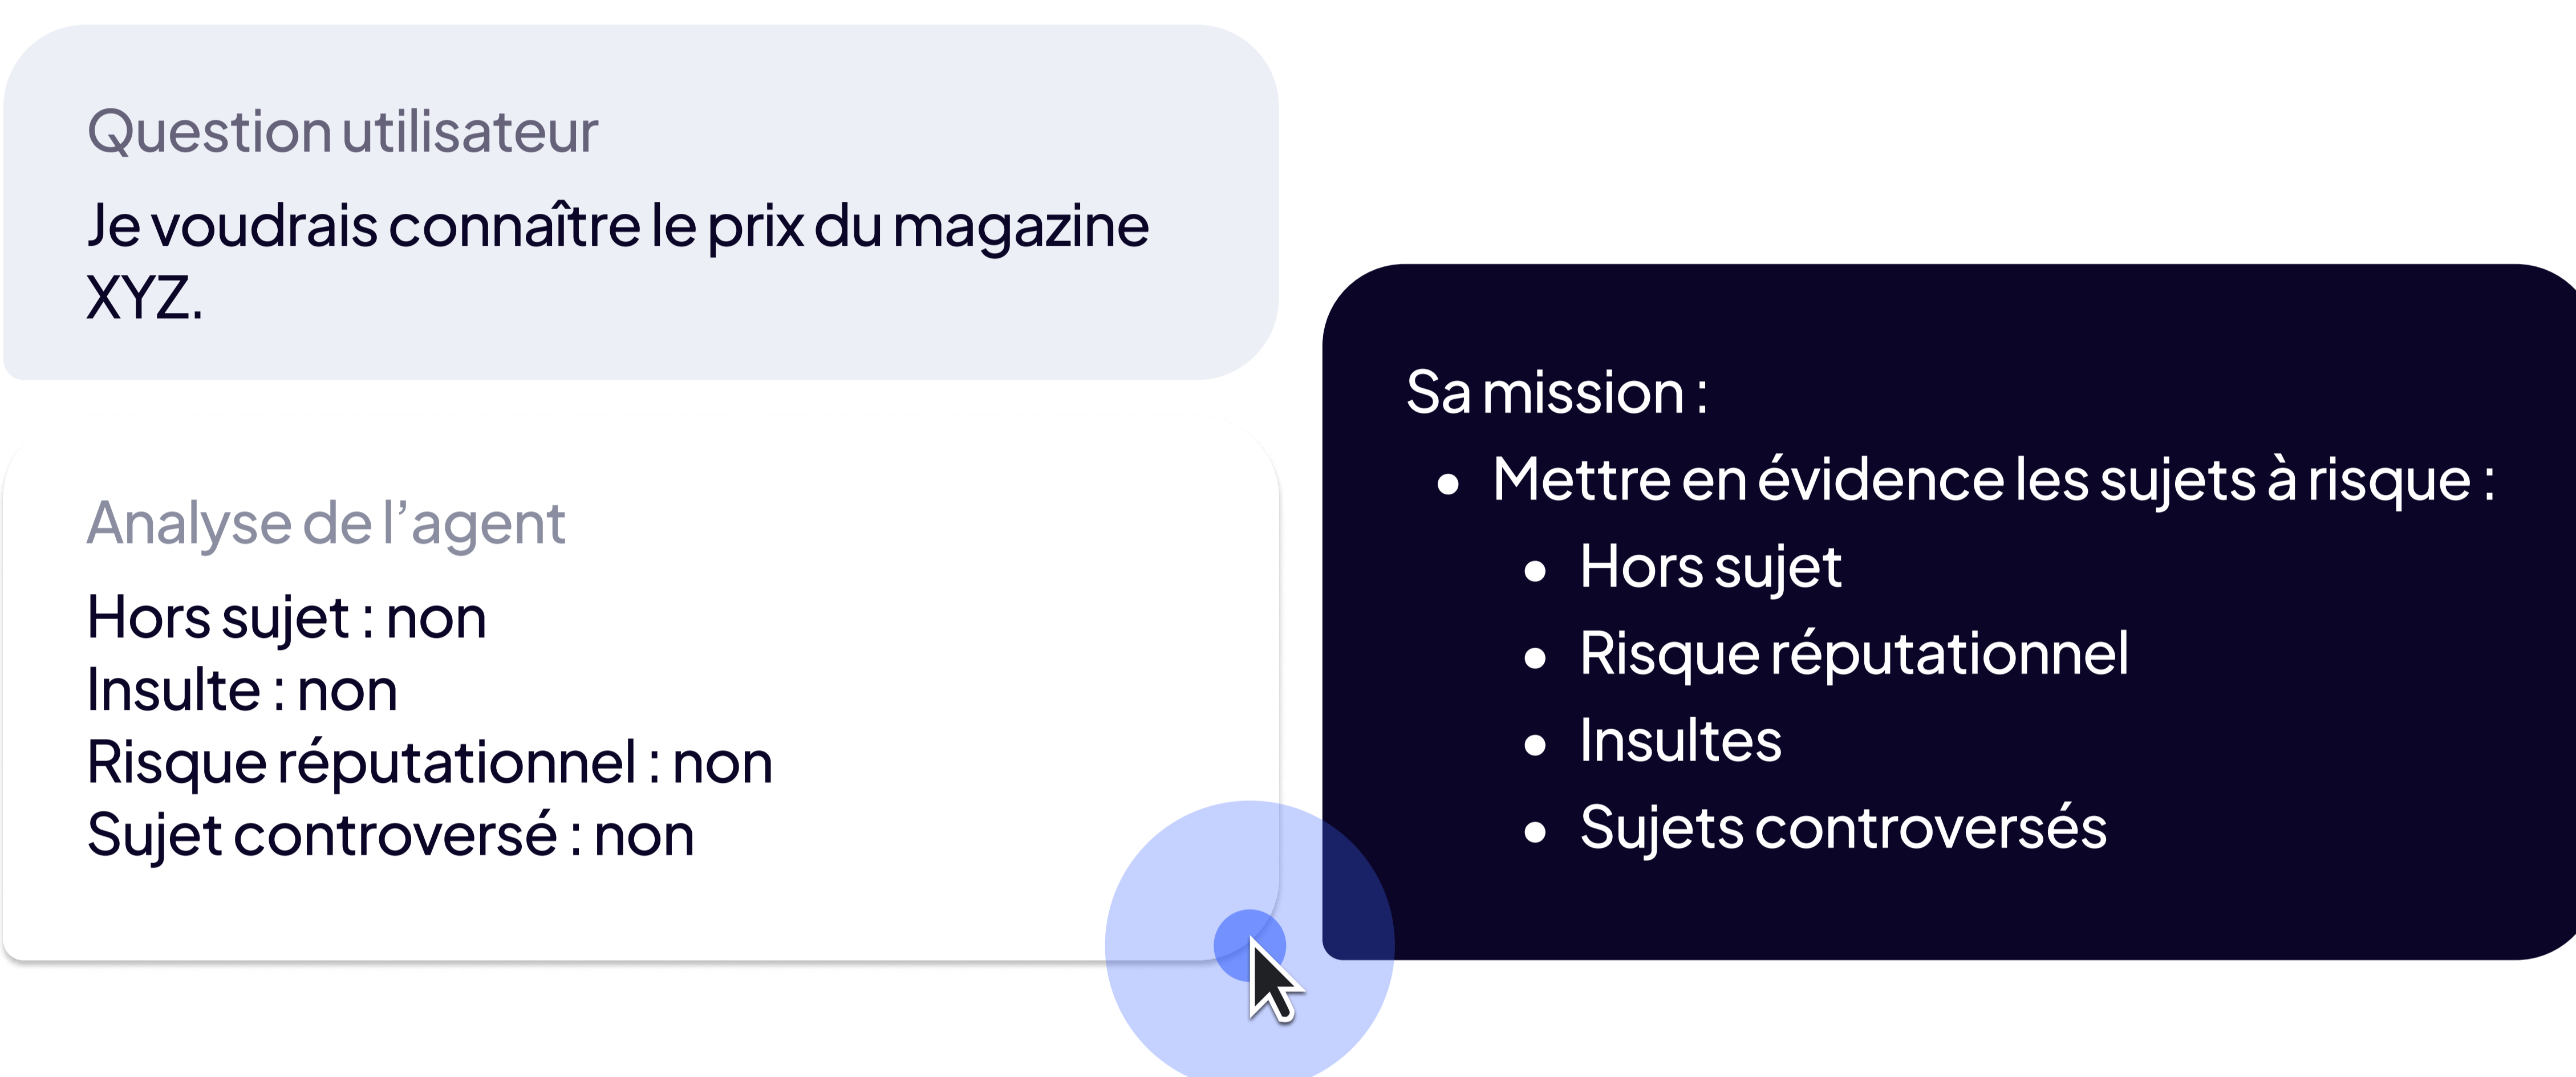 Question utilisateur
Je voudrais connaître le prix du magazine
XYZ.
Analyse de l’agent
Hors sujet : non
Insulte : non
Risque réputationnel : non
Sujet controversé : non
Sa mission :
• Mettre en évidence les sujets à risque :
• Hors sujet
• Risque réputationnel
• Insultes
• Sujets controversés